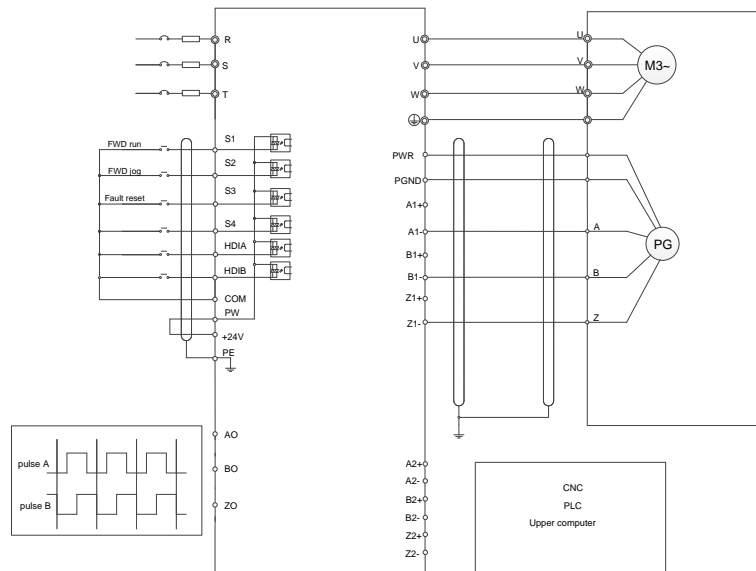 R
S
T
U
V
W
U
V
W
M3~
FWD run
FWD jog
Fault reset
S1
S2
S3
S4
HDIA
HDIB
COM
PW
+24V
PE
PWR
PGND
A1+
A1-
B1+
B1-
Z1+
Z1-
A
B
Z
PG
pulse A
pulse B
AO
BO
ZO
A2+
A2-
B2+
B2-
Z2+
Z2-
CNC
PLC
Upper computer